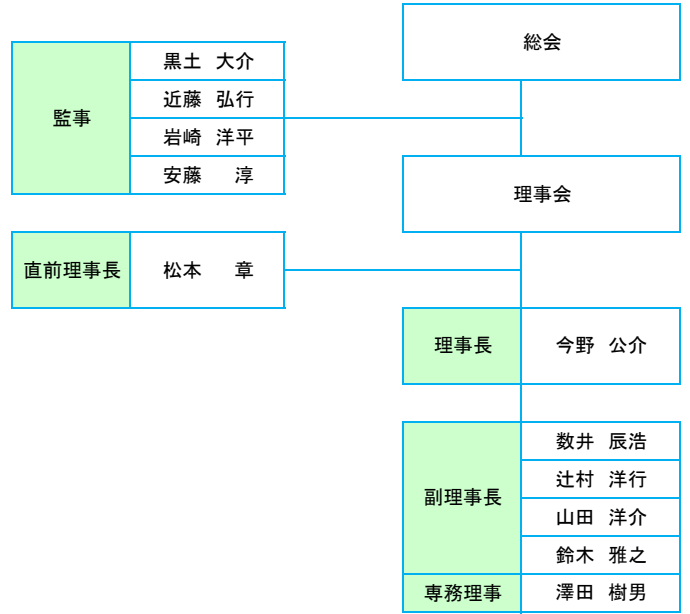 総会
監事
黒土 大介
近藤 弘行
岩崎 洋平
安藤 淳
理事会
直前理事長 松本 章
理事長 今野 公介
副理事長
数井 辰浩
辻村 洋行
山田 洋介
鈴木 雅之
専務理事 澤田 樹男